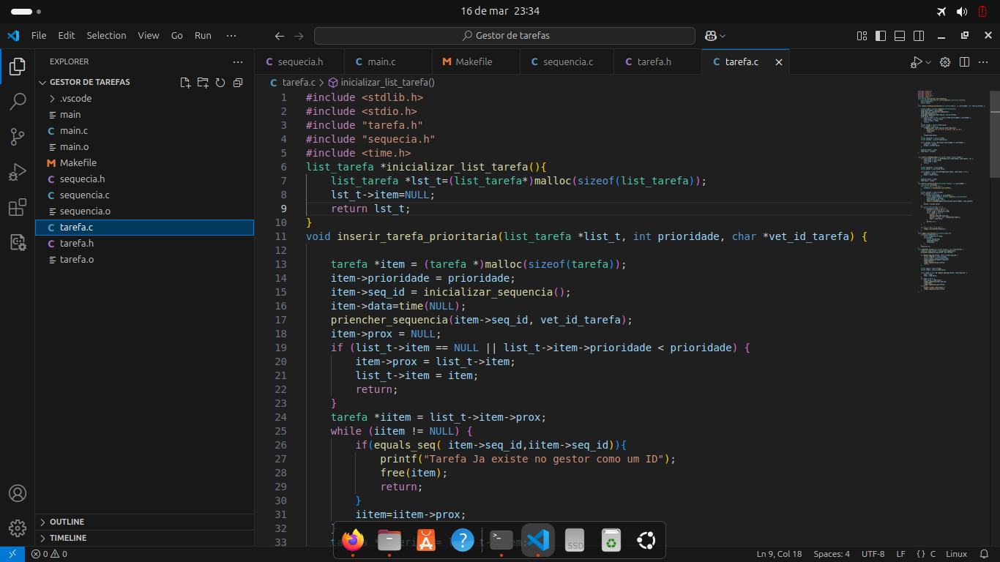 16 de mar 23:34
File Edit Selection View Go Run ··· Gestor de tarefas
EXPLORER ···
GESTOR DE TAREFAS
.vscode
main
C main.c
main.o
M Makefile
C sequecia.h
C sequencia.c
sequencia.o
C tarefa.c
C tarefa.h
tarefa.o
OUTLINE
TIMELINE
C sequecia.h C main.c M Makefile C sequencia.c C tarefa.h C tarefa.c
C tarefa.c > inicializar_list_tarefa()
1 #include <stdlib.h>
2 #include <stdio.h>
3 #include "tarefa.h"
4 #include "sequecia.h"
5 #include <time.h>
6 list_tarefa *inicializar_list_tarefa(){
7 list_tarefa *lst_t=(list_tarefa*)malloc(sizeof(list_tarefa));
8 lst_t->item=NULL;
9 return lst_t;
10 }
11 void inserir_tarefa_prioritaria(list_tarefa *list_t, int prioridade, char *vet_id_tarefa) {
12
13 tarefa *item = (tarefa *)malloc(sizeof(tarefa));
14 item->prioridade = prioridade;
15 item->seq_id = inicializar_sequencia();
16 item->data=time(NULL);
17 priencher_sequencia(item->seq_id, vet_id_tarefa);
18 item->prox = NULL;
19 if (list_t->item == NULL || list_t->item->prioridade < prioridade) {
20 item->prox = list_t->item;
21 list_t->item = item;
22 return;
23 }
24 tarefa *iitem = list_t->item->prox;
25 while (iitem != NULL) {
26 if(equals_seq( item->seq_id,iitem->seq_id)){
27 printf("Tarefa Ja existe no gestor como um ID");
28 free(item);
29 return;
30 }
31 iitem=iitem->prox;
32
33
SSD
0 0 Ln 9, Col 18 Spaces: 4 UTF-8 LF {} C Linux